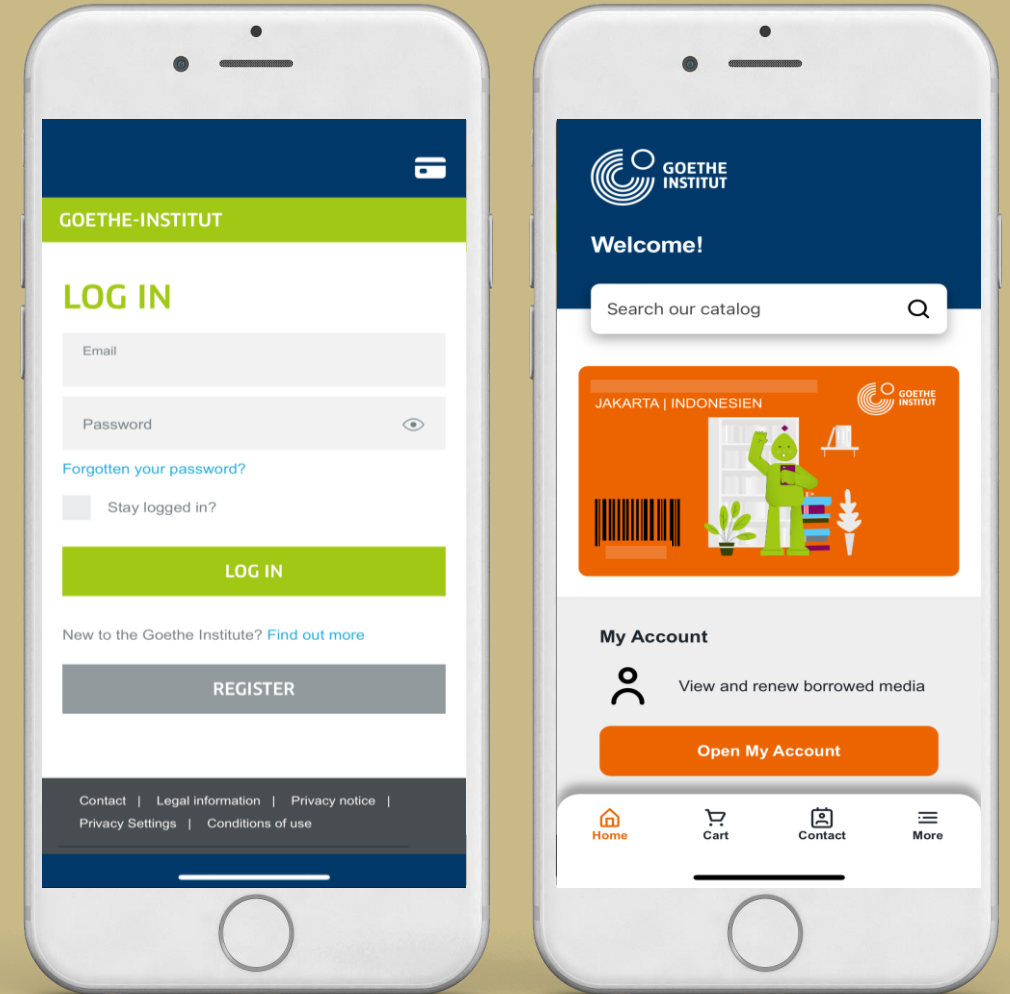 GOETHE-INSTITUT
LOG IN
Email
Password
Forgotten your password?
Stay logged in?
LOG IN
New to the Goethe Institute? Find out more
REGISTER
Contact | Legal information | Privacy notice |
Privacy Settings | Conditions of use
GOETHE
INSTITUT
Welcome!
Search our catalog
JAKARTA | INDONESIEN
GOETHE
INSTITUT
My Account
View and renew borrowed media
Open My Account
Home
Cart
Contact
More